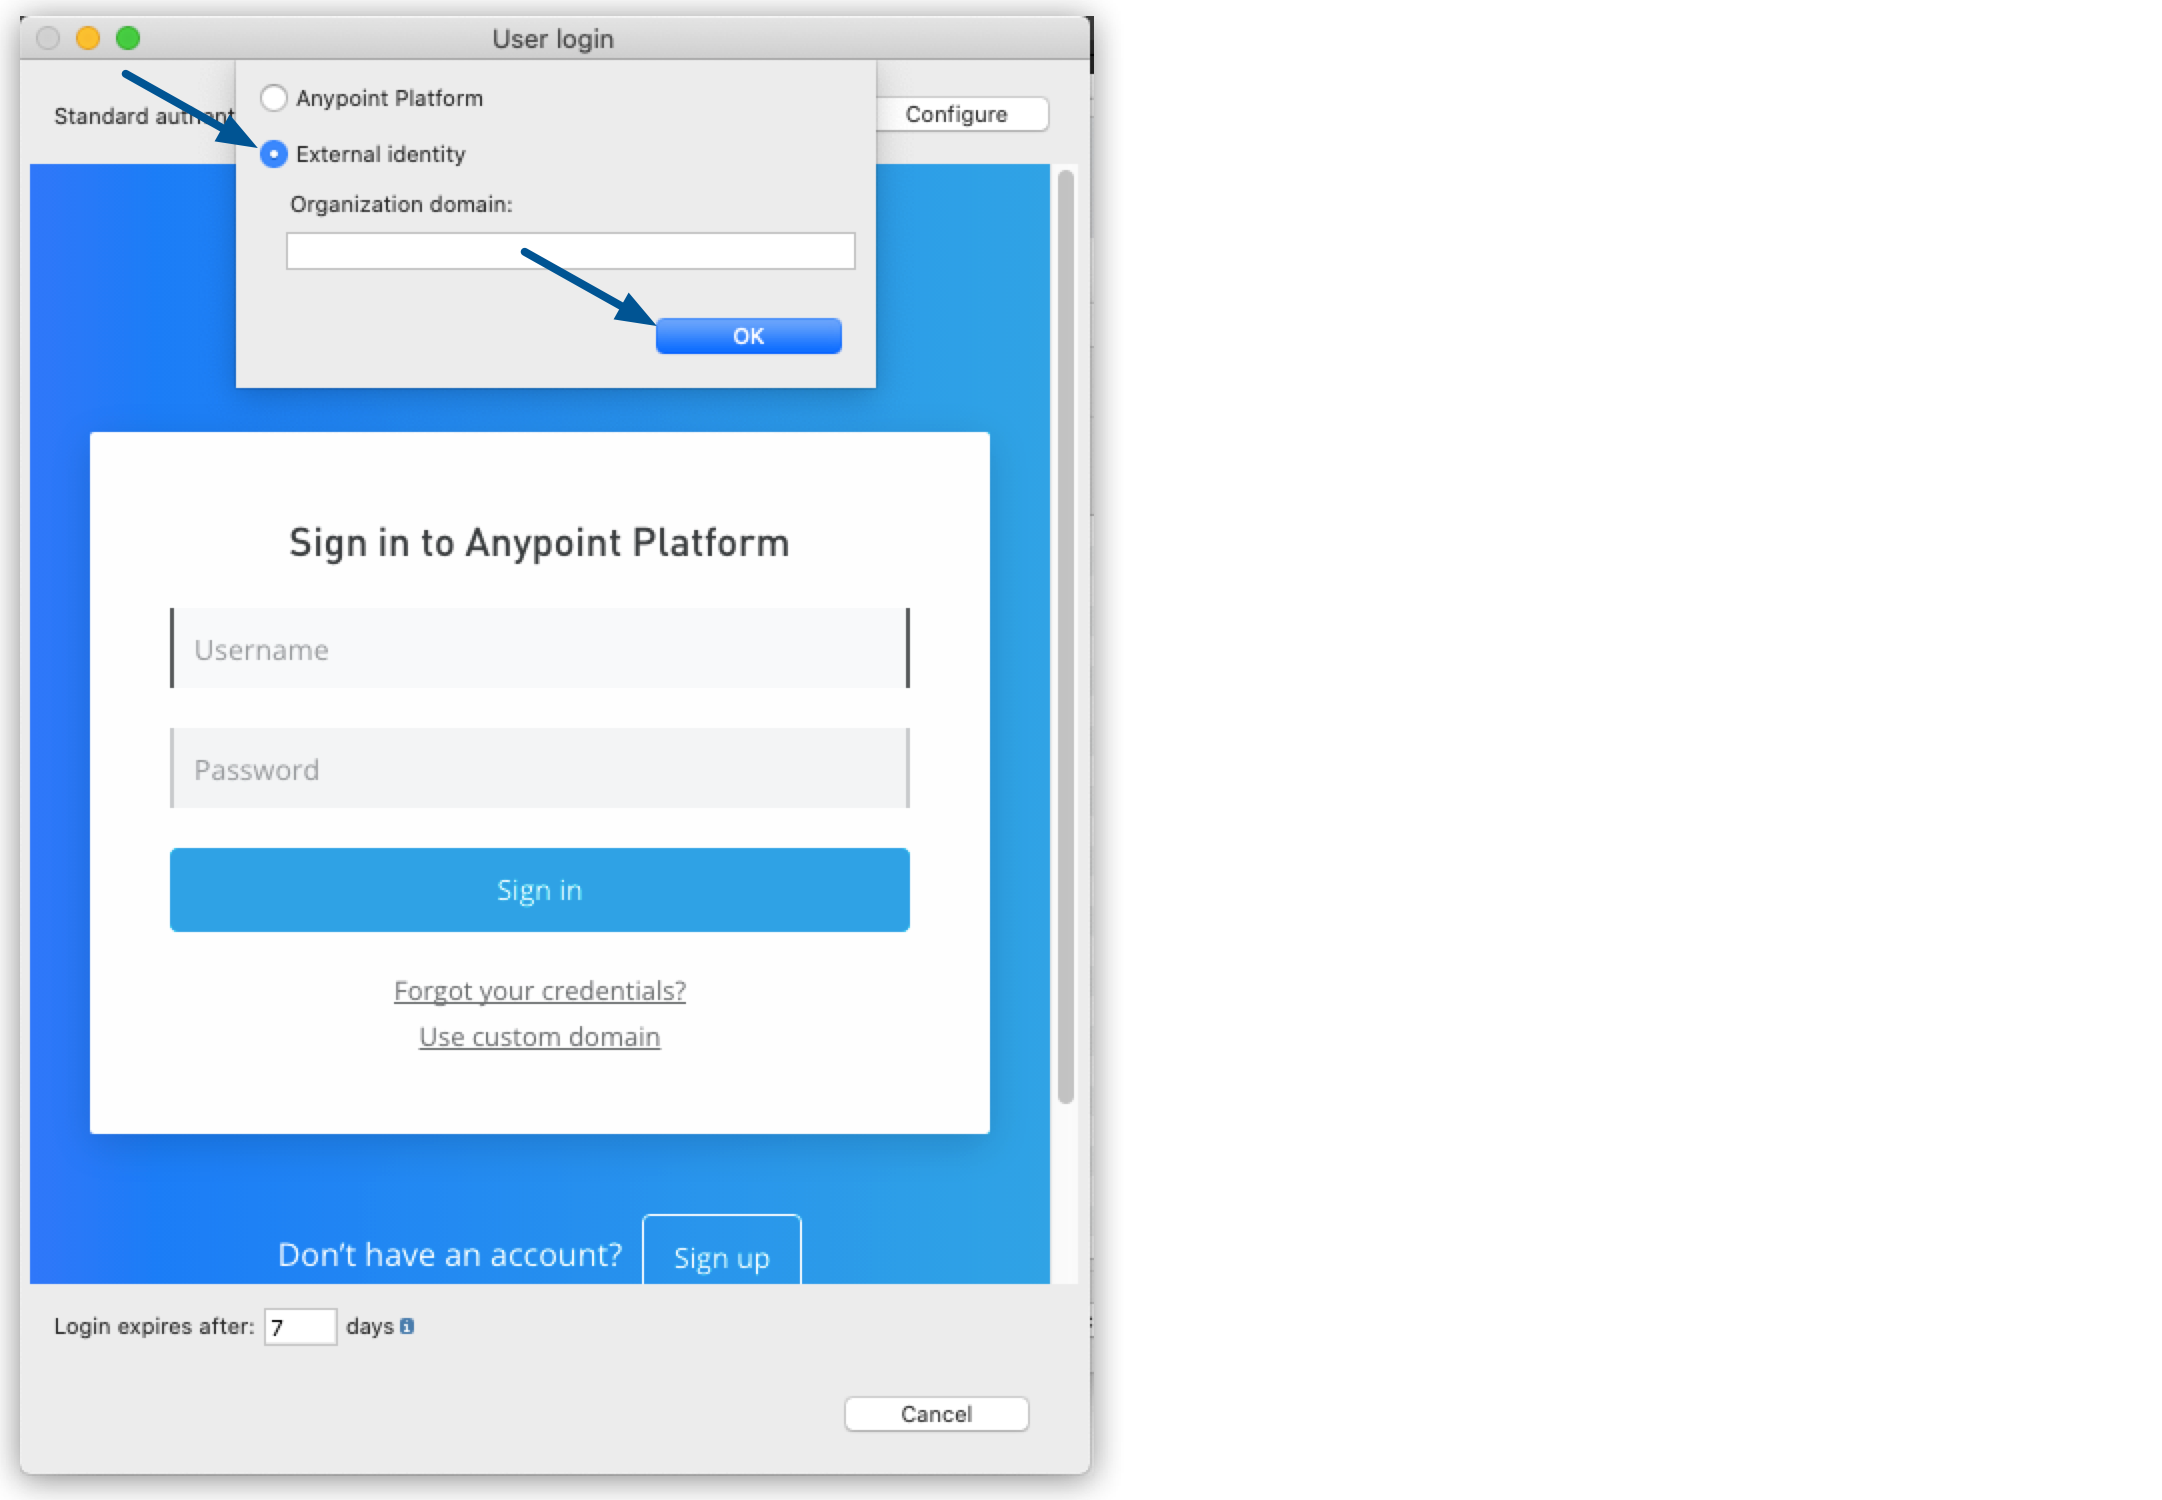 User login
Anypoint Platform
Standard authent
Configure
External identity
Organization domain:
OK
Sign in to Anypoint Platform
Username
Password
Sign in
Forgot your credentials?
Use custom domain
Don't have an account?
Sign up
Login expires after: 7 days
Cancel